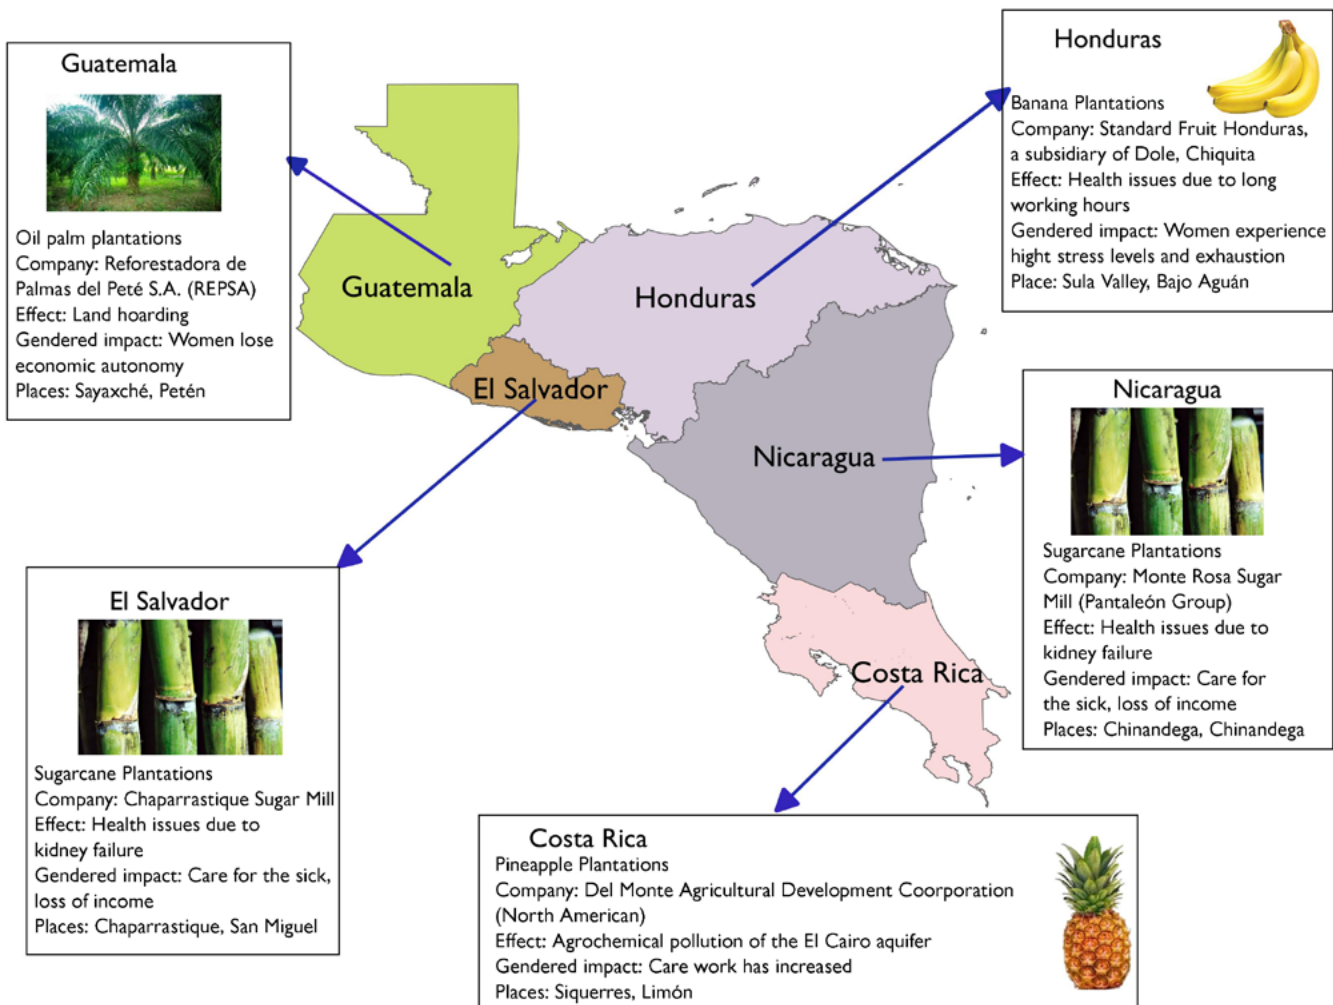 Guatemala
Oil palm plantations
Company: Reforestadora de
Palmas del Peté S.A. (REPSA)
Effect: Land hoarding
Gendered impact: Women lose
economic autonomy
Places: Sayaxché, Petén
Honduras
Banana Plantations
Company: Standard Fruit Honduras,
a subsidiary of Dole, Chiquita
Effect: Health issues due to long
working hours
Gendered impact: Women experience
hight stress levels and exhaustion
Place: Sula Valley, Bajo Aguán
Guatemala
Honduras
El Salvador
Nicaragua
Costa Rica
Nicaragua
Sugarcane Plantations
Company: Monte Rosa Sugar
Mill (Pantaleón Group)
Effect: Health issues due to
kidney failure
Gendered impact: Care for
the sick, loss of income
Places: Chinandega, Chinandega
El Salvador
Sugarcane Plantations
Company: Chaparrastique Sugar Mill
Effect: Health issues due to
kidney failure
Gendered impact: Care for the sick,
loss of income
Places: Chaparrastique, San Miguel
Costa Rica
Pineapple Plantations
Company: Del Monte Agricultural Development Coorporation
(North American)
Effect: Agrochemical pollution of the El Cairo aquifer
Gendered impact: Care work has increased
Places: Siquerres, Limón